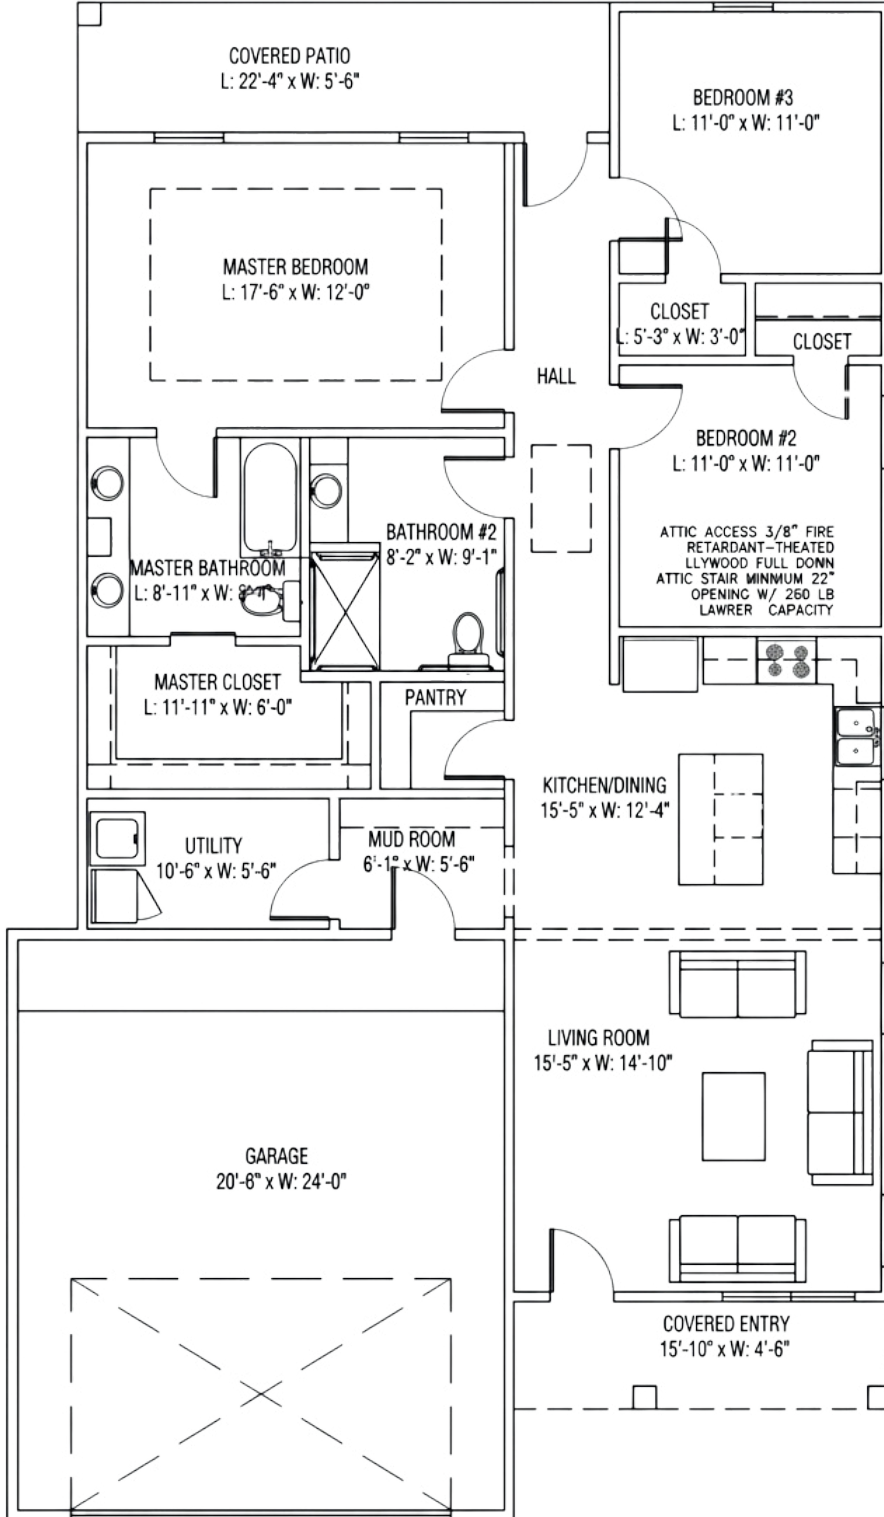 COVERED PATIO
L: 22'-4" x W: 5'-6"
BEDROOM #3
L: 11'-0" x W: 11'-0"
MASTER BEDROOM
L: 17'-6" x W: 12'-0"
CLOSET
L: 5'-3" x W: 3'-0"
CLOSET
HALL
BEDROOM #2
L: 11'-0" x W: 11'-0"
ATTIC ACCESS 3/8" FIRE
RETARDANT-THEATED
LLYWOOD FULL DONN
ATTIC STAIR MINMUM 22"
OPENING W/ 260 LB
LAWRER CAPACITY
BATHROOM #2
8'-2" x W: 9'-1"
MASTER BATHROOM
L: 8'-11" x W:
MASTER CLOSET
L: 11'-11" x W: 6'-0"
PANTRY
KITCHEN/DINING
15'-5" x W: 12'-4"
UTILITY
10'-6" x W: 5'-6"
MUD ROOM
6'-1" x W: 5'-6"
LIVING ROOM
15'-5" x W: 14'-10"
GARAGE
20'-6" x W: 24'-0"
COVERED ENTRY
15'-10" x W: 4'-6"